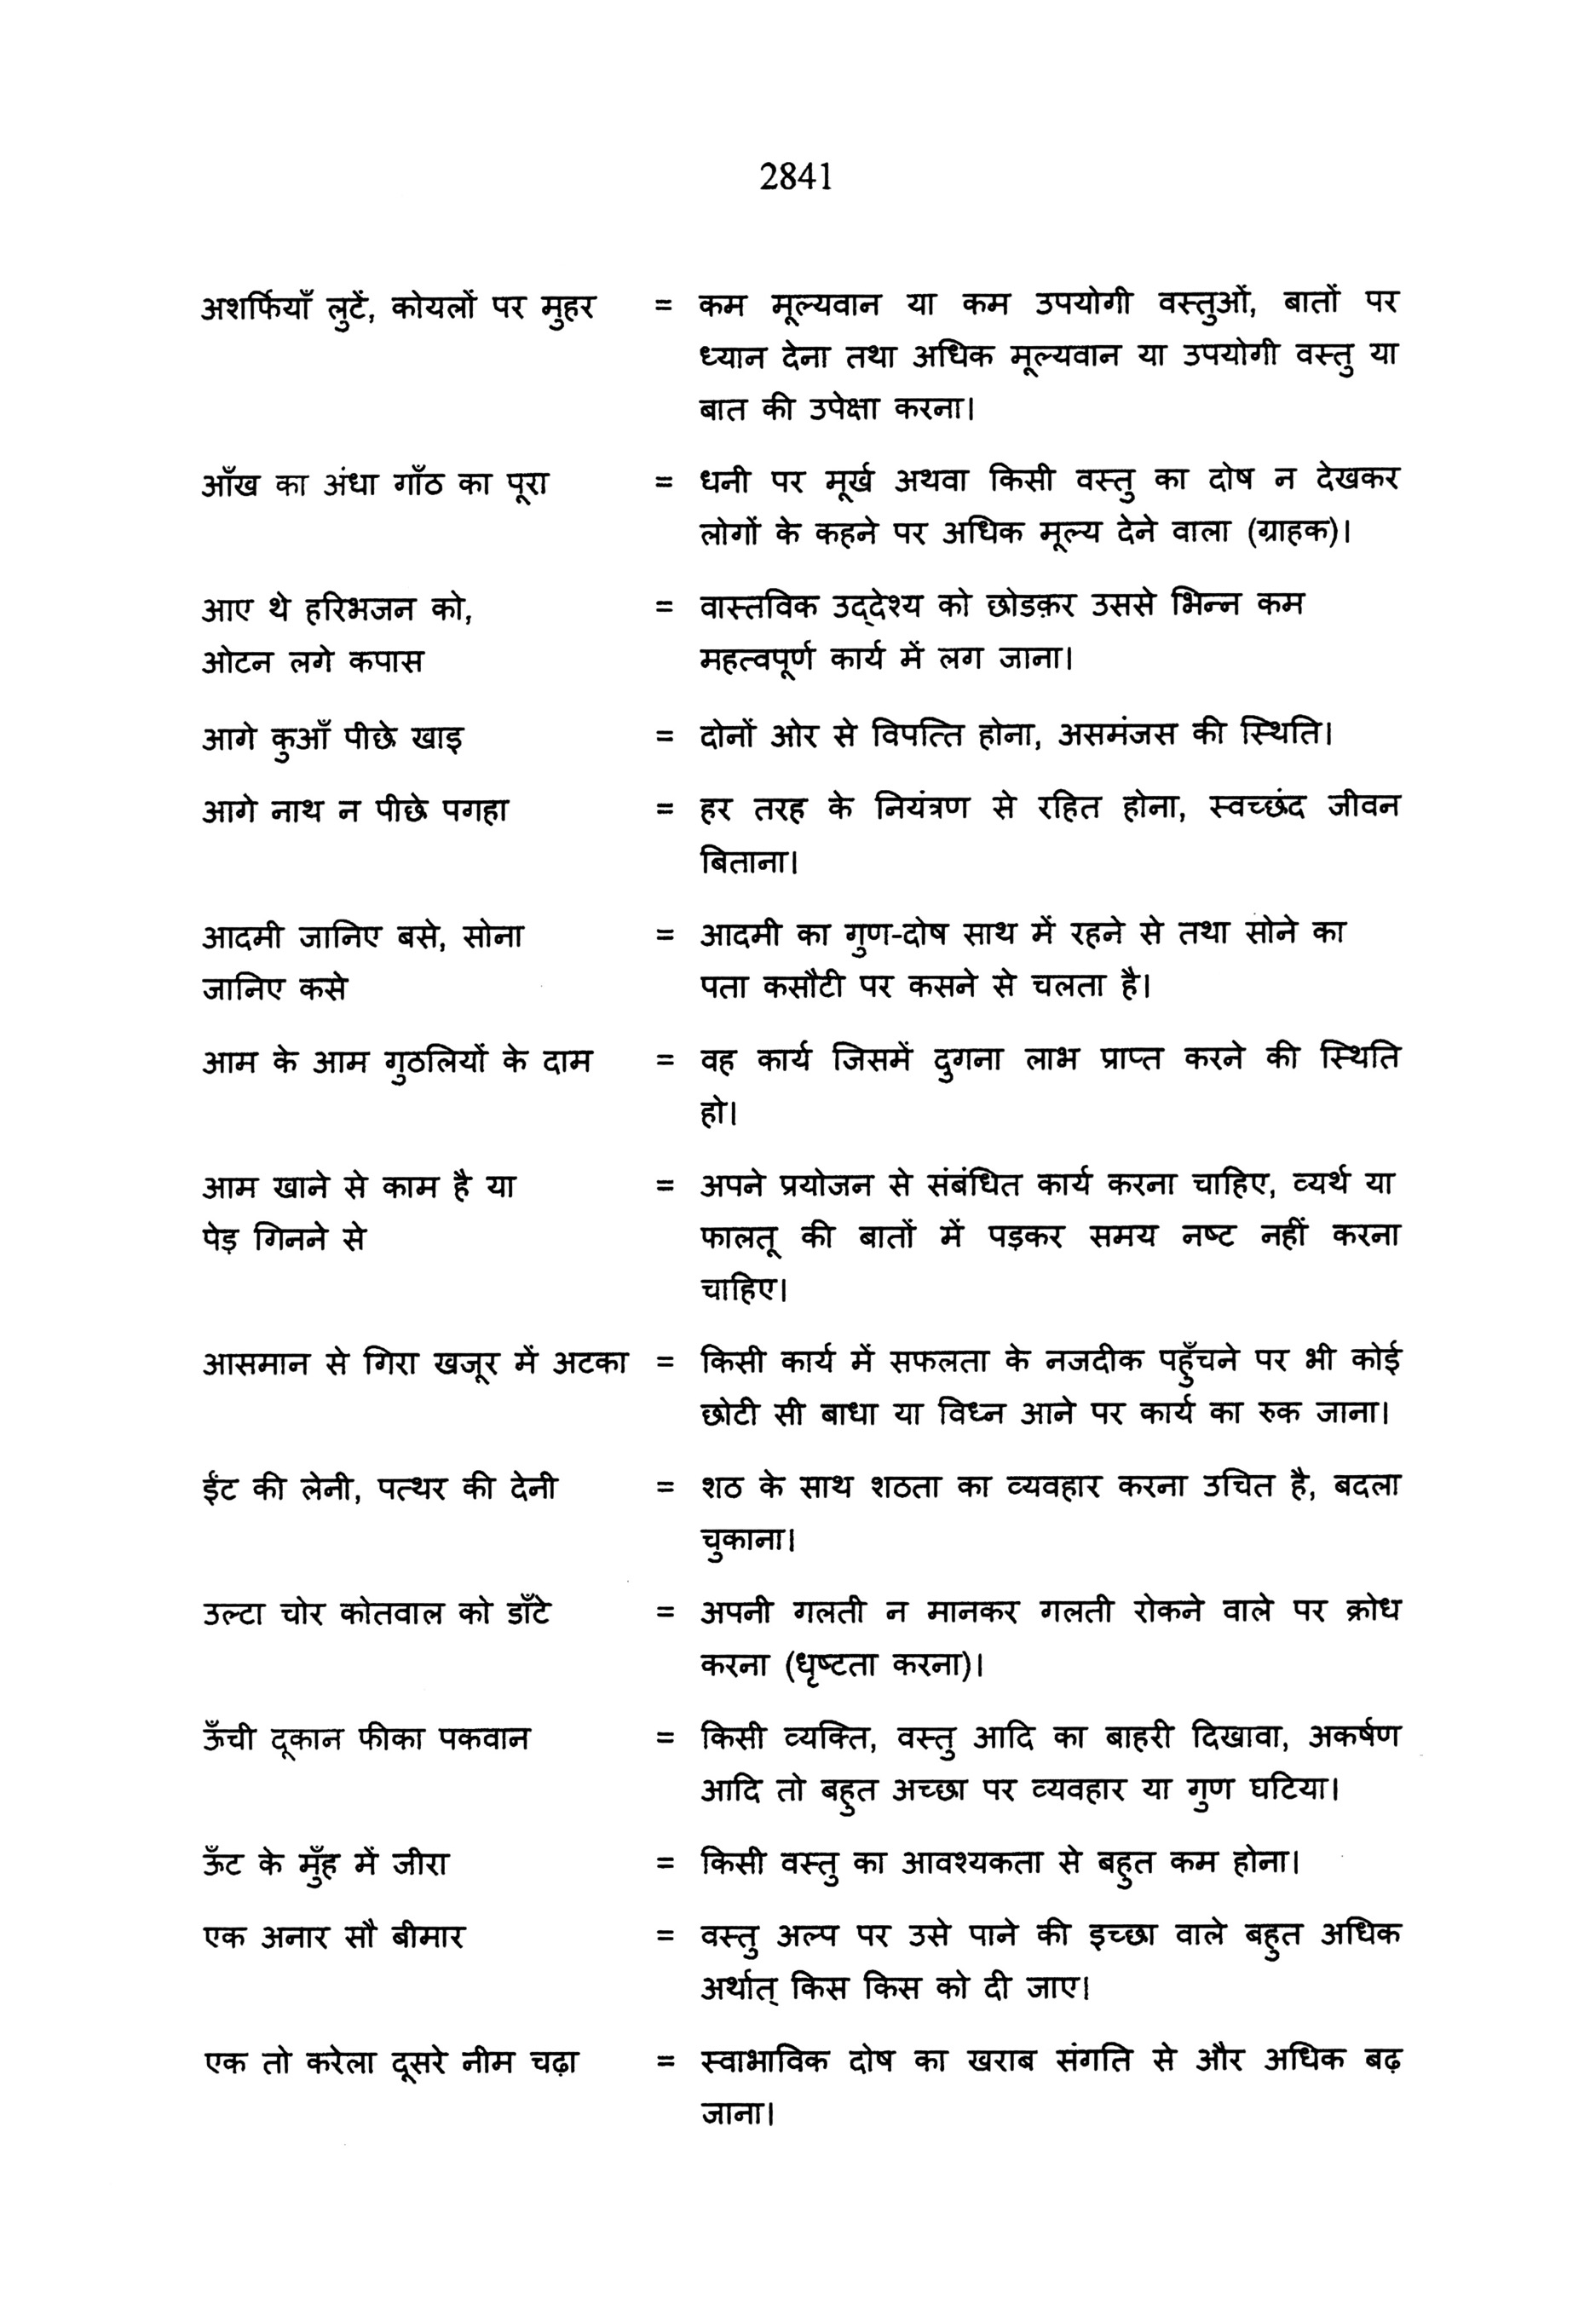 2841
अशर्फियाँ लुटें, कोयलों पर मुहर = कम मूल्यवान या कम उपयोगी वस्तुओं, बातों पर
ध्यान देना तथा अधिक मूल्यवान या उपयोगी वस्तु या
बात की उपेक्षा करना।
आँख का अंधा गाँठ का पूरा = धनी पर मूर्ख अथवा किसी वस्तु का दोष न देखकर
लोगों के कहने पर अधिक मूल्य देने वाला (ग्राहक)।
आए थे हरिभजन को, = वास्तविक उद्देश्य को छोडक़र उससे भिन्न कम
ओटन लगे कपास महत्वपूर्ण कार्य में लग जाना।
आगे कुआँ पीछे खाइ = दोनों ओर से विपत्ति होना, असमंजस की स्थिति।
आगे नाथ न पीछे पगहा = हर तरह के नियंत्रण से रहित होना, स्वच्छंद जीवन
बिताना।
आदमी जानिए बसे, सोना = आदमी का गुण-दोष साथ में रहने से तथा सोने का
जानिए कसे पता कसौटी पर कसने से चलता है।
आम के आम गुठलियों के दाम = वह कार्य जिसमें दुगना लाभ प्राप्त करने की स्थिति
हो।
आम खाने से काम है या = अपने प्रयोजन से संबंधित कार्य करना चाहिए, व्यर्थ या
पेड़ गिनने से फालतू की बातों में पड़कर समय नष्ट नहीं करना
चाहिए।
आसमान से गिरा खजूर में अटका = किसी कार्य में सफलता के नजदीक पहुँचने पर भी कोई
छोटी सी बाधा या विध्न आने पर कार्य का रुक जाना।
ईंट की लेनी, पत्थर की देनी = शठ के साथ शठता का व्यवहार करना उचित है, बदला
चुकाना।
उल्टा चोर कोतवाल को डाँटे = अपनी गलती न मानकर गलती रोकने वाले पर क्रोध
करना (धृष्टता करना)।
ऊँची दूकान फीका पकवान = किसी व्यक्ति, वस्तु आदि का बाहरी दिखावा, अकर्षण
आदि तो बहुत अच्छा पर व्यवहार या गुण घटिया।
ऊँट के मुँह में जीरा = किसी वस्तु का आवश्यकता से बहुत कम होना।
एक अनार सौ बीमार = वस्तु अल्प पर उसे पाने की इच्छा वाले बहुत अधिक
अर्थात् किस किस को दी जाए।
एक तो करेला दूसरे नीम चढ़ा = स्वाभाविक दोष का खराब संगति से और अधिक बढ़
जाना।